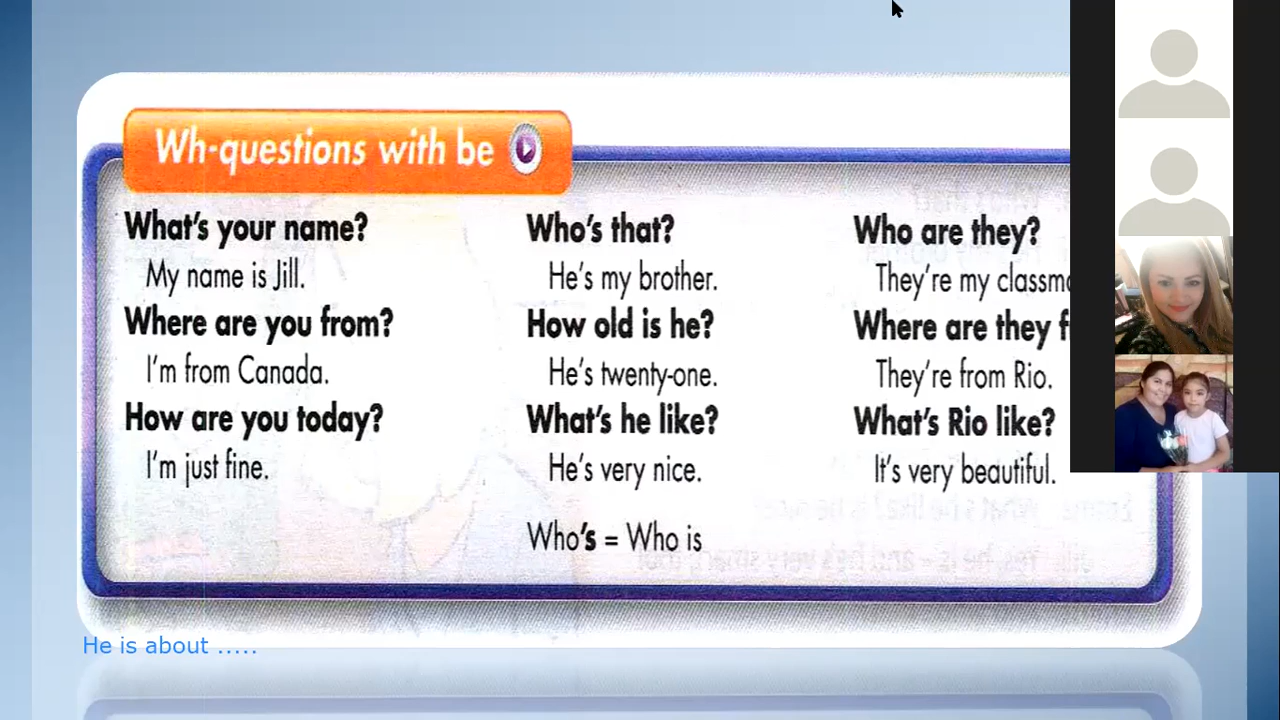 Wh-questions with be
What's your name?
My name is Jill.
Where are you from?
I'm from Canada.
How are you today?
I'm just fine.
Who's that?
He's my brother.
How old is he?
He's twenty-one.
What's he like?
He's very nice.
Who's = Who is
Who are they?
They're my
Where are they
They're from Rio.
What's Rio like?
It's very beautiful.
He is about .....